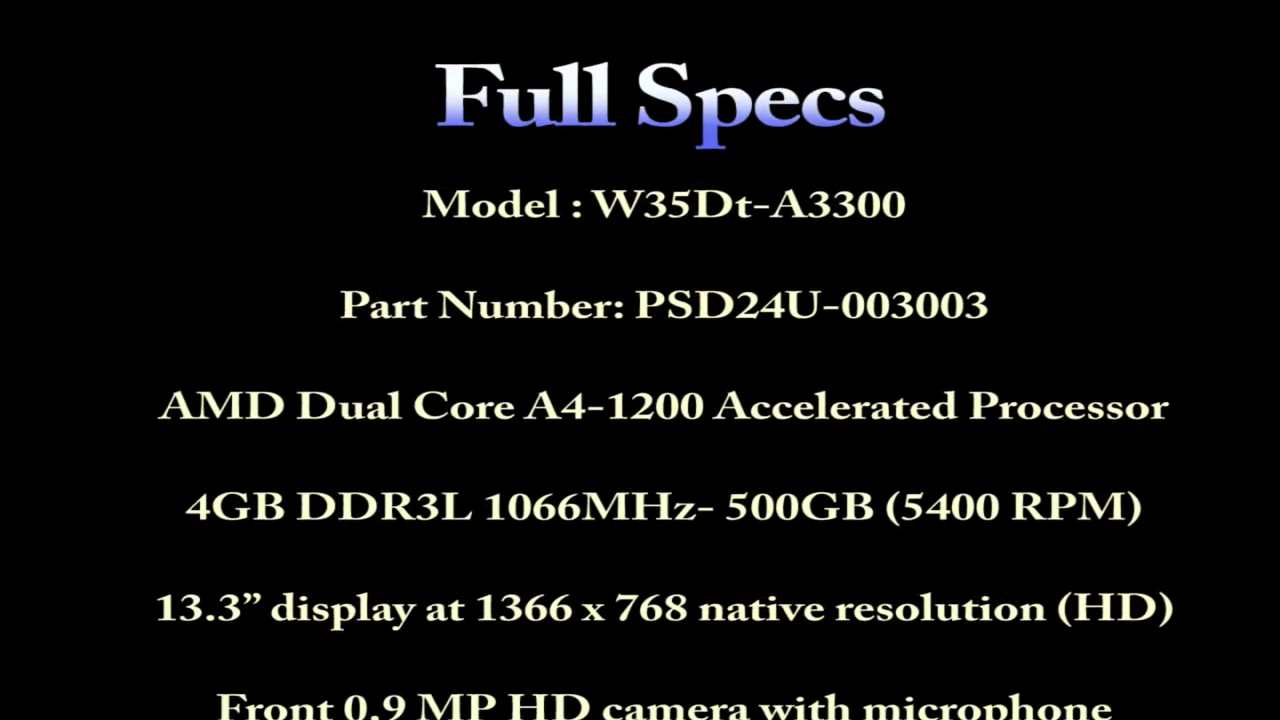 Full Specs
Model : W35Dt-A3300
Part Number: PSD24U-003003
AMD Dual Core A4-1200 Accelerated Processor
4GB DDR3L 1066MHz- 500GB (5400 RPM)
13.3” display at 1366 x 768 native resolution (HD)
Front 0.9 MP HD camera with microphone